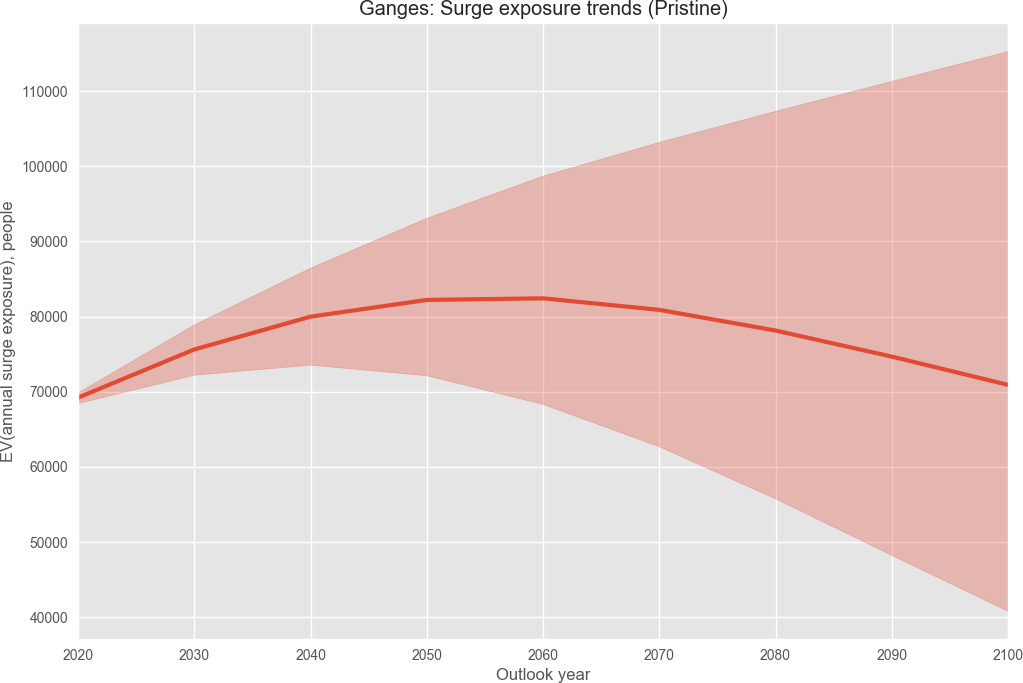 Ganges: Surge exposure trends (Pristine)
EV(annual surge exposure), people
110000
100000
90000
80000
70000
60000
50000
40000
2020 2030 2040 2050 2060 2070 2080 2090 2100
Outlook year